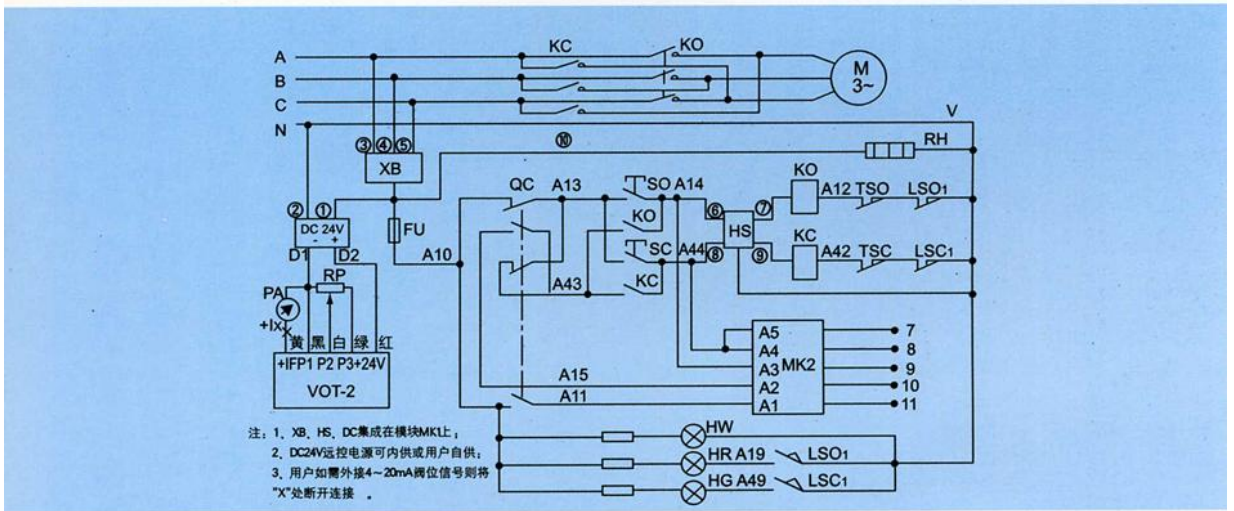 KC KO
A
B
C
N
M
3~
V
③ ④ ⑤
XB
⑩
RH
② ①
DC 24V
- +
D1 D2
FU
A10
QC
A13
SO A14
KO
SC A44
KC
A43
⑥ ⑦
HS
⑧ ⑨
KO
A12 TSO LSO1
KC
A42 TSC LSC1
PA
RP
+Ix
X
黄 黑 白 绿 红
+IFP1 P2 P3+24V
VOT-2
A5
A4
A3
A2
A1
MK2
7
8
9
10
11
A15
A11
HW
HR A19 LSO1
HG A49 LSC1
注：1、XB、HS、DC集成在模块MK1上；
2、DC24V远控电源可内供或用户自供；
3、用户如需外接4～20mA阀位信号则将
"X"处断开连接 。